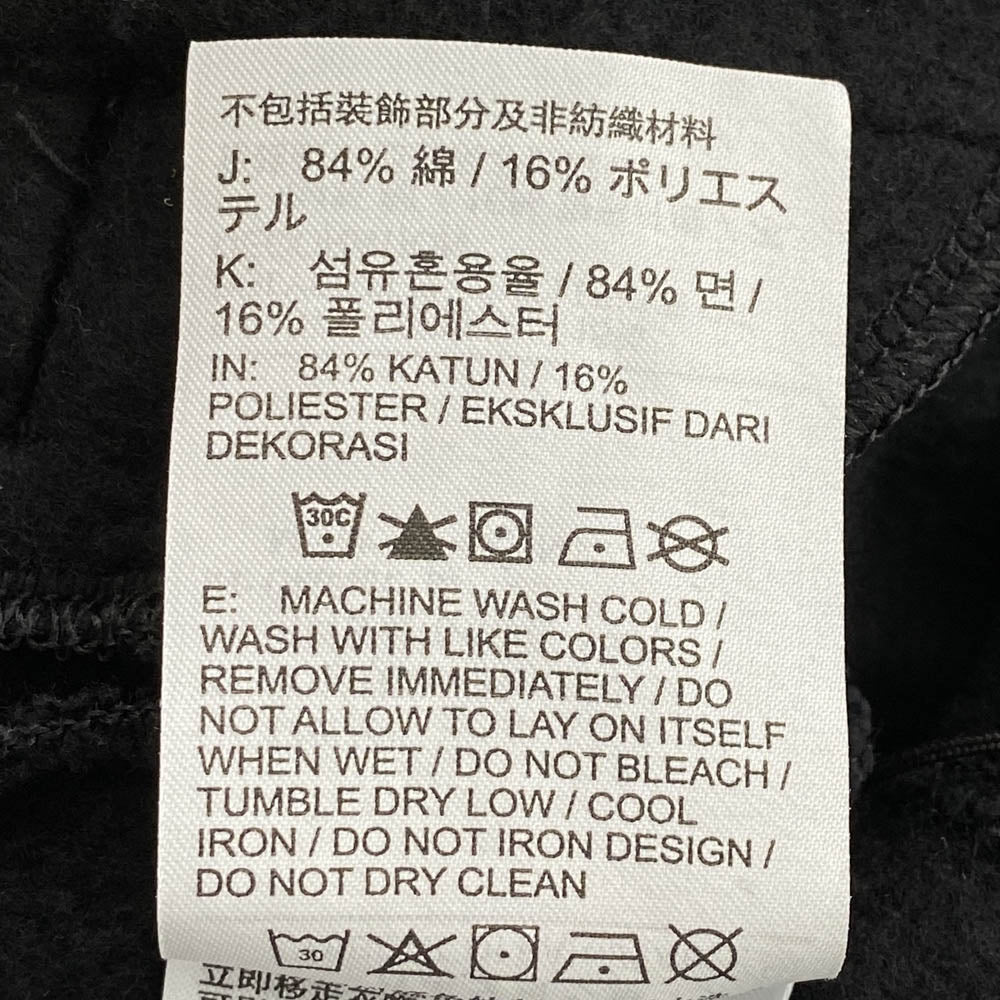 不包括裝飾部分及非紡織材料
J: 84% 綿 / 16% ポリエス
テル
K: 섬유혼용율 / 84% 면 /
16% 폴리에스터
IN: 84% KATUN / 16%
POLIESTER / EKSKLUSIF DARI
DEKORASI
30C
E: MACHINE WASH COLD /
WASH WITH LIKE COLORS /
REMOVE IMMEDIATELY / DO
NOT ALLOW TO LAY ON ITSELF
WHEN WET / DO NOT BLEACH /
TUMBLE DRY LOW / COOL
IRON / DO NOT IRON DESIGN /
DO NOT DRY CLEAN
30
立即移走